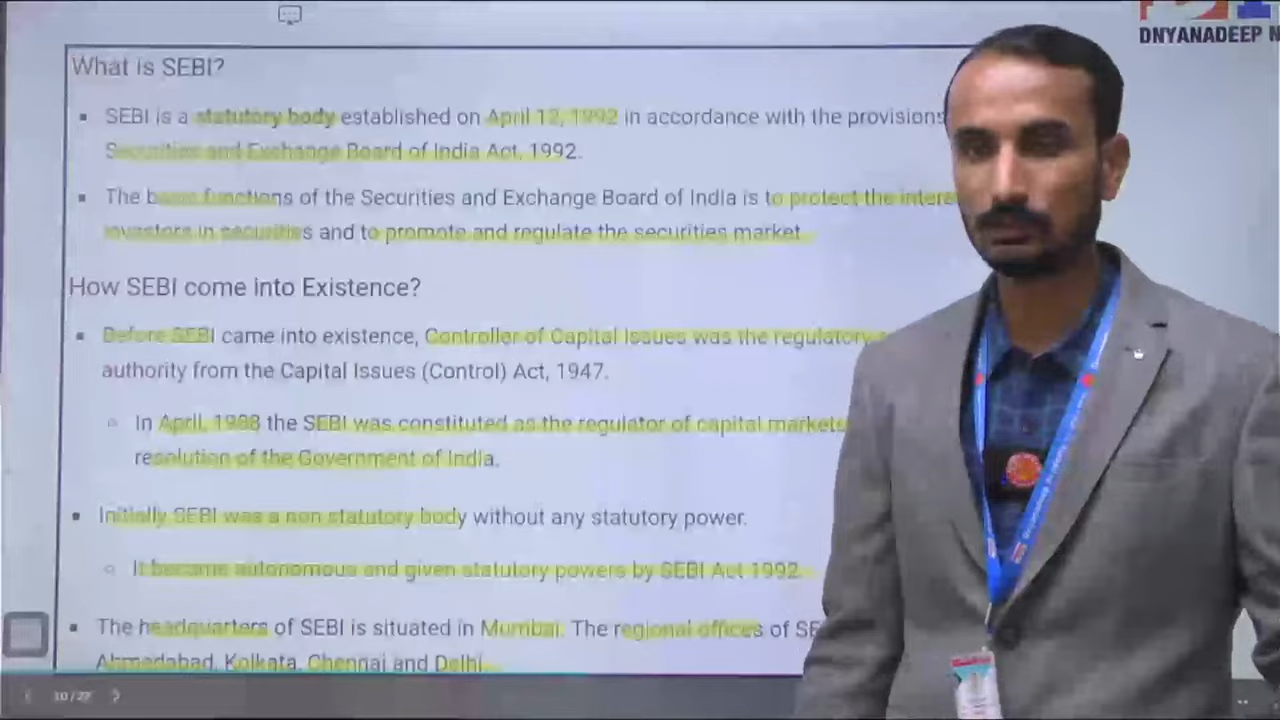 DNYANADEEP
What is SEBI?
SEBI is a statutory body established on April 12, 1992 in accordance with the provisions
Securities and Exchange Board of India Act, 1992.
The basic functions of the Securities and Exchange Board of India is to protect the
investors in securities and to promote and regulate the securities market.
How SEBI come into Existence?
Before SEBI came into existence, Controller of Capital Issues was the regulatory
authority from the Capital Issues (Control) Act, 1947.
In April, 1988 the SEBI was constituted as the regulator of capital markets
resolution of the Government of India.
Initially SEBI was a non statutory body without any statutory power.
It became autonomous and given statutory powers by SEBI Act 1992.
The headquarters of SEBI is situated in Mumbai. The regional offices of
Ahmadabad, Kolkata, Chennai and Delhi.
10 / 27